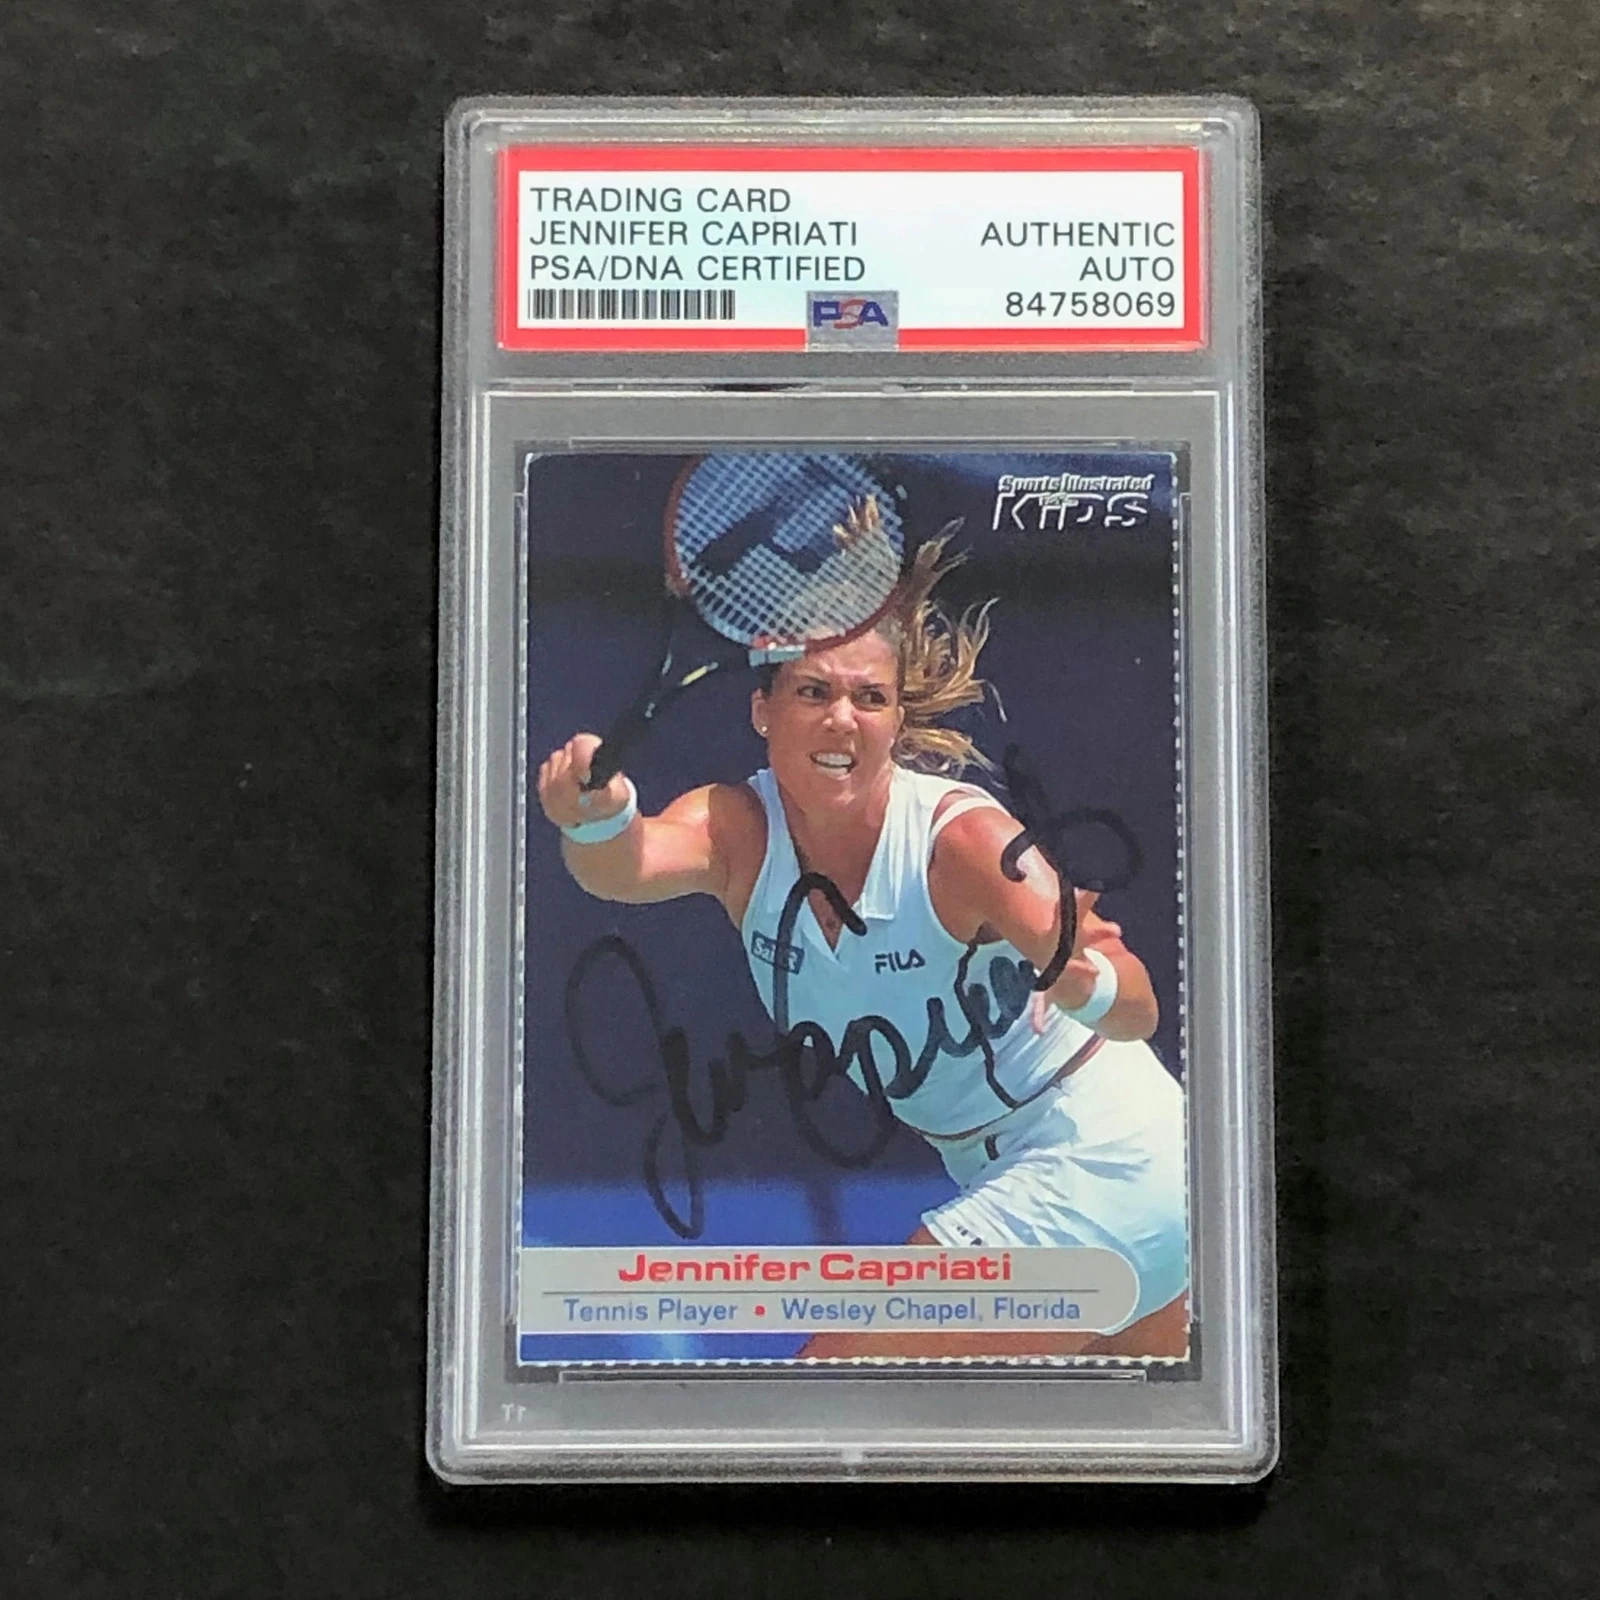 TRADING CARD
JENNIFER CAPRIATI
PSA/DNA CERTIFIED
AUTHENTIC
AUTO
84758069
PSA
Sports Illustrated
KIDS
FILA
Jennifer Capriati
Tennis Player • Wesley Chapel, Florida